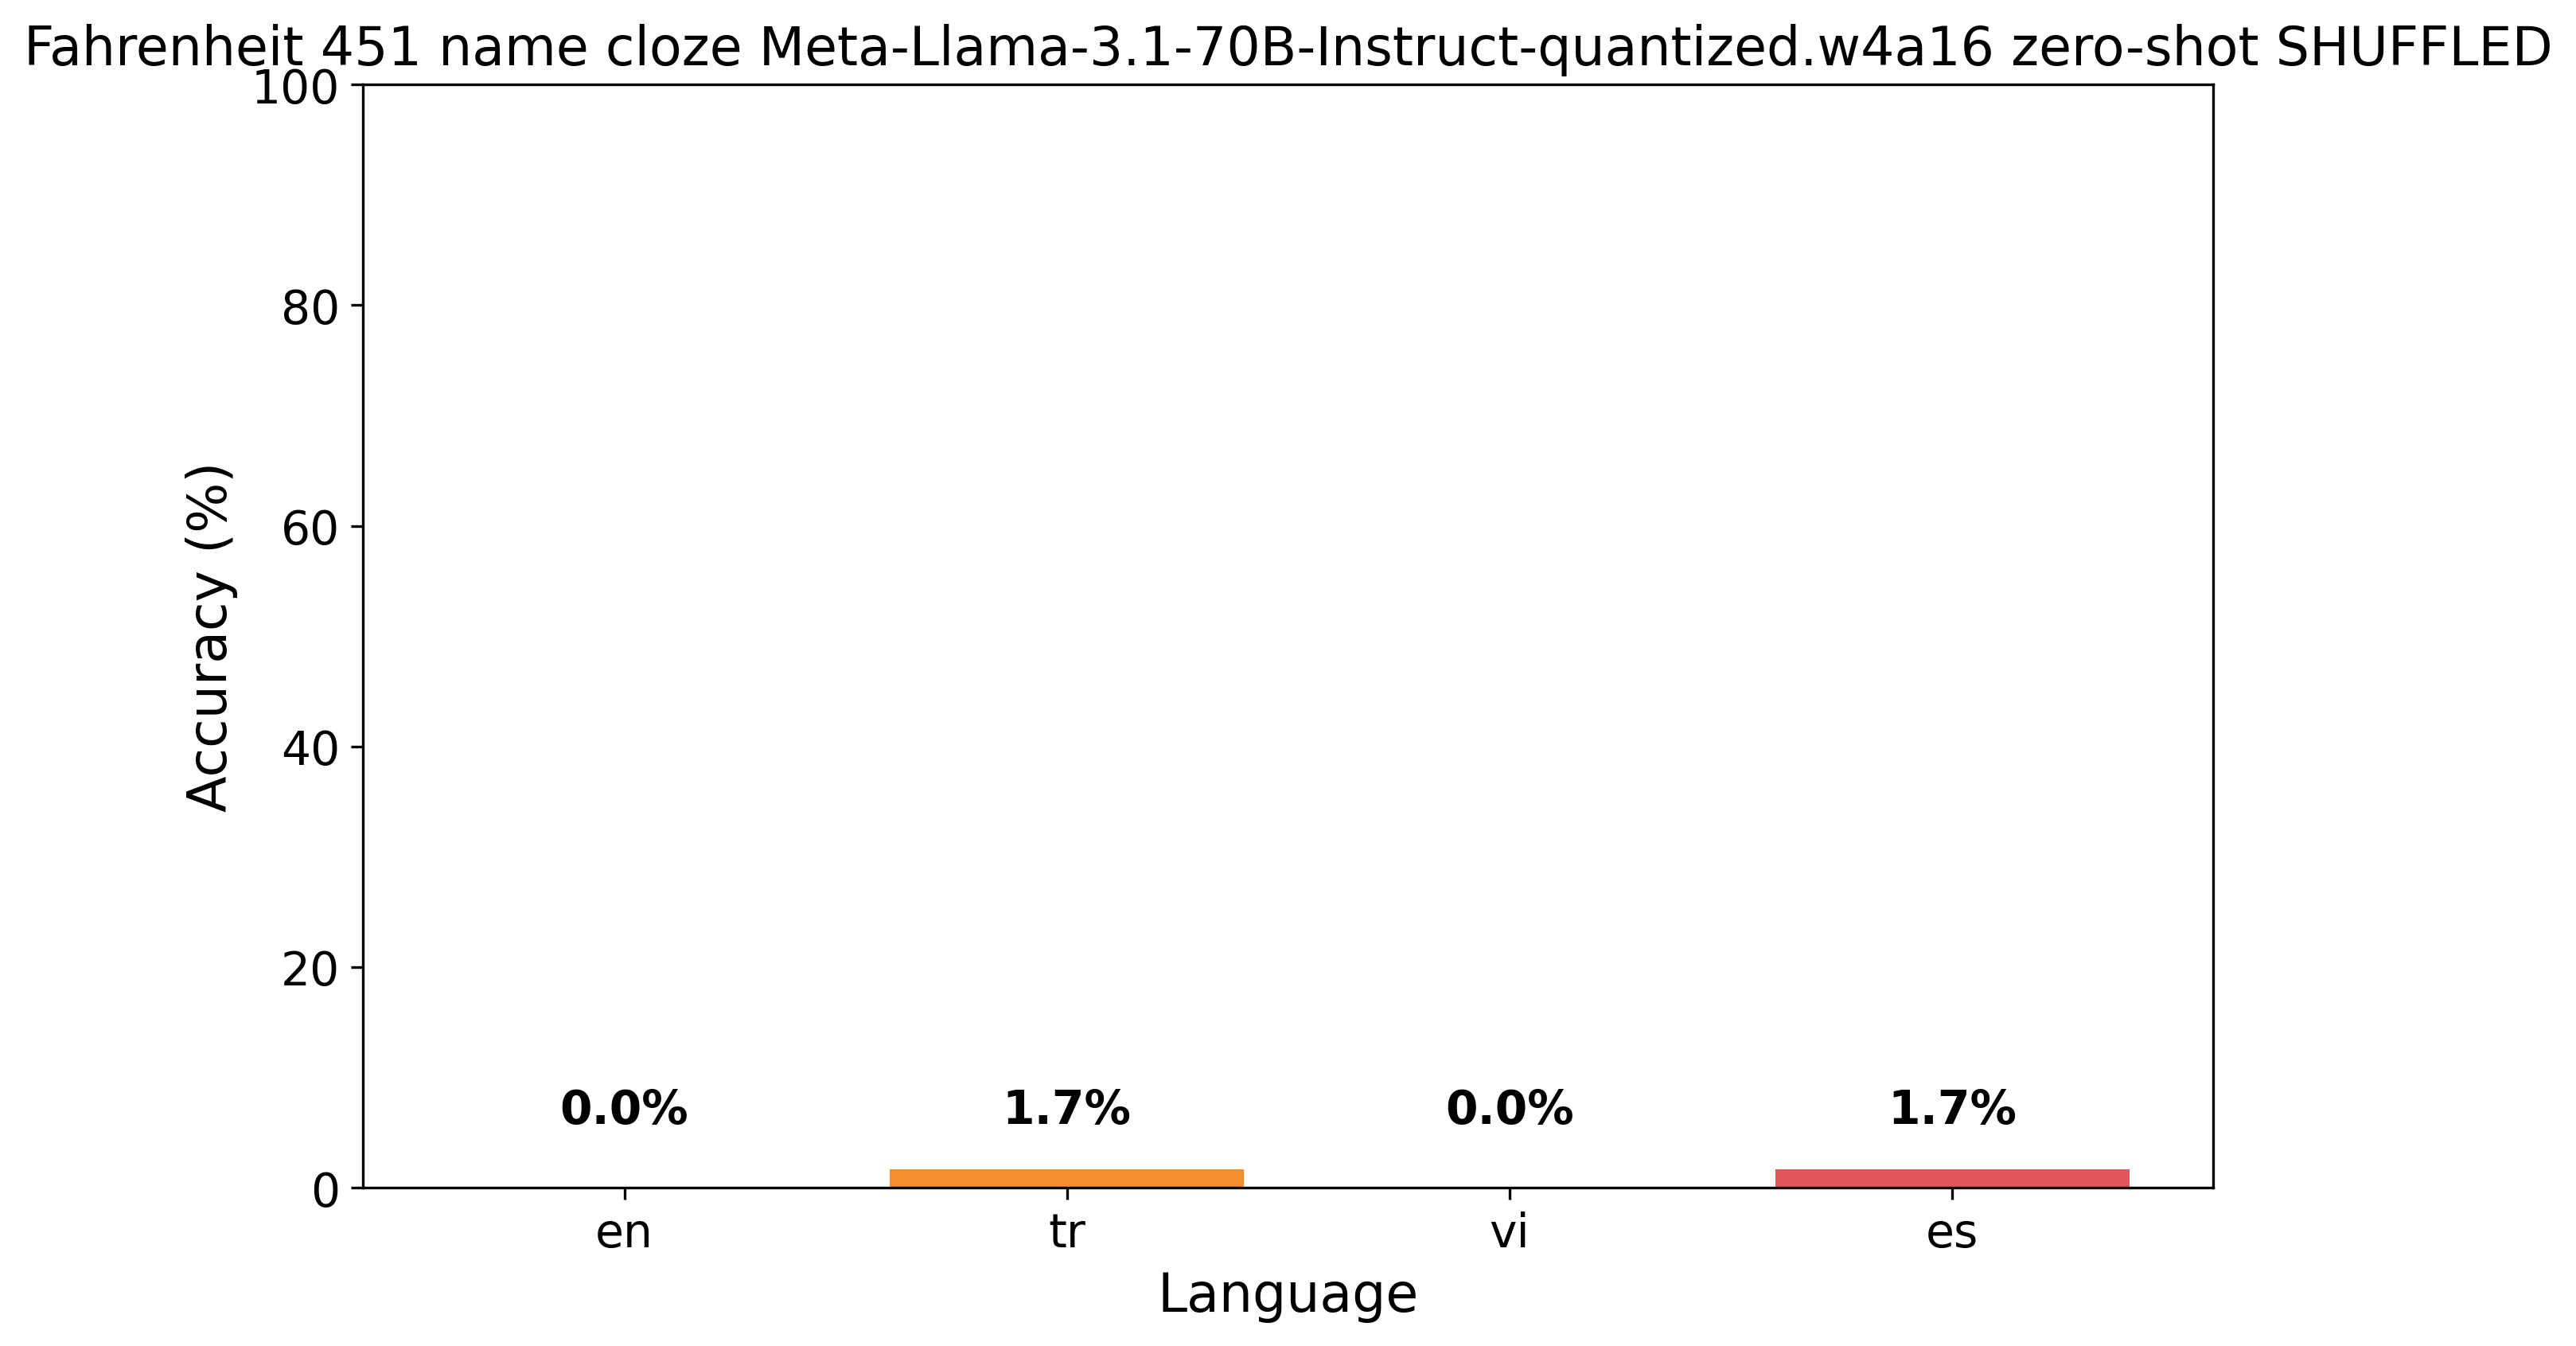 Fahrenheit 451 name cloze Meta-Llama-3.1-70B-Instruct-quantized.w4a16 zero-shot SHUFFLED
100
80
60
40
20
0
Accuracy (%)
0.0%
1.7%
0.0%
1.7%
en
tr
vi
es
Language